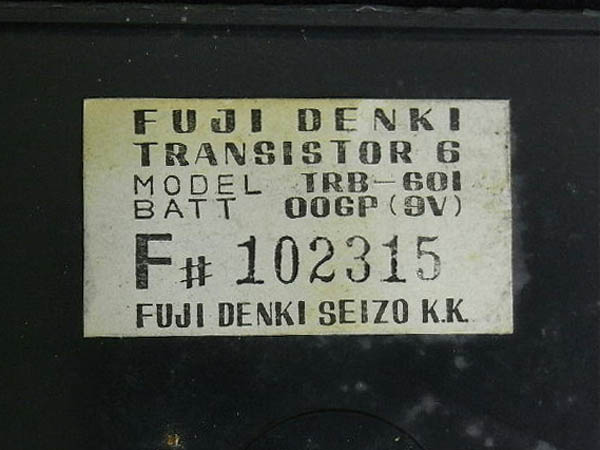 FUJI DENKI
TRANSISTOR 6
MODEL TRB-601
BATT 006P (9V)
F# 102315
FUJI DENKI SEIZO K.K.